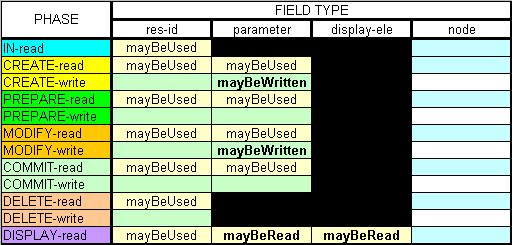 PHASE FIELD TYPE
res-id parameter display-ele node
IN-read mayBeUsed
CREATE-read mayBeUsed mayBeUsed
CREATE-write mayBeWritten
PREPARE-read mayBeUsed mayBeUsed
PREPARE-write
MODIFY-read mayBeUsed mayBeUsed
MODIFY-write mayBeWritten
COMMIT-read mayBeUsed mayBeUsed
COMMIT-write
DELETE-read mayBeUsed
DELETE-write
DISPLAY-read mayBeUsed mayBeRead mayBeRead